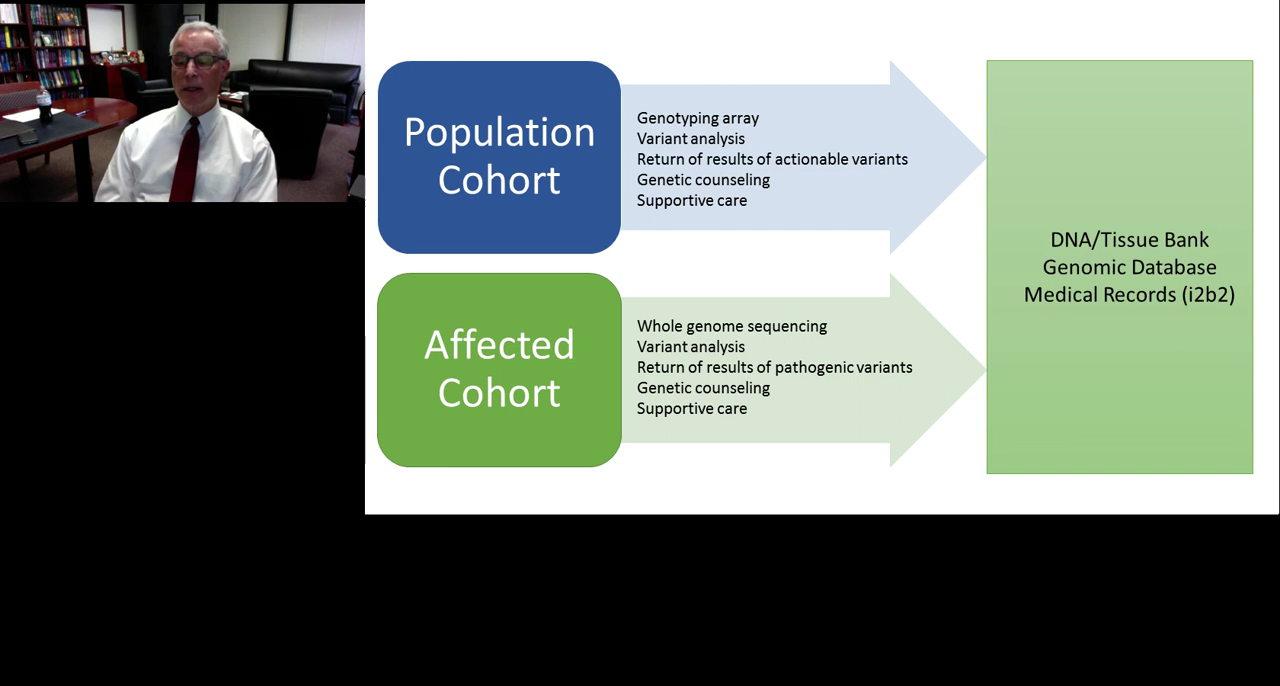 Population
Cohort
Genotyping array
Variant analysis
Return of results of actionable variants
Genetic counseling
Supportive care
Affected
Cohort
Whole genome sequencing
Variant analysis
Return of results of pathogenic variants
Genetic counseling
Supportive care
DNA/Tissue Bank
Genomic Database
Medical Records (i2b2)